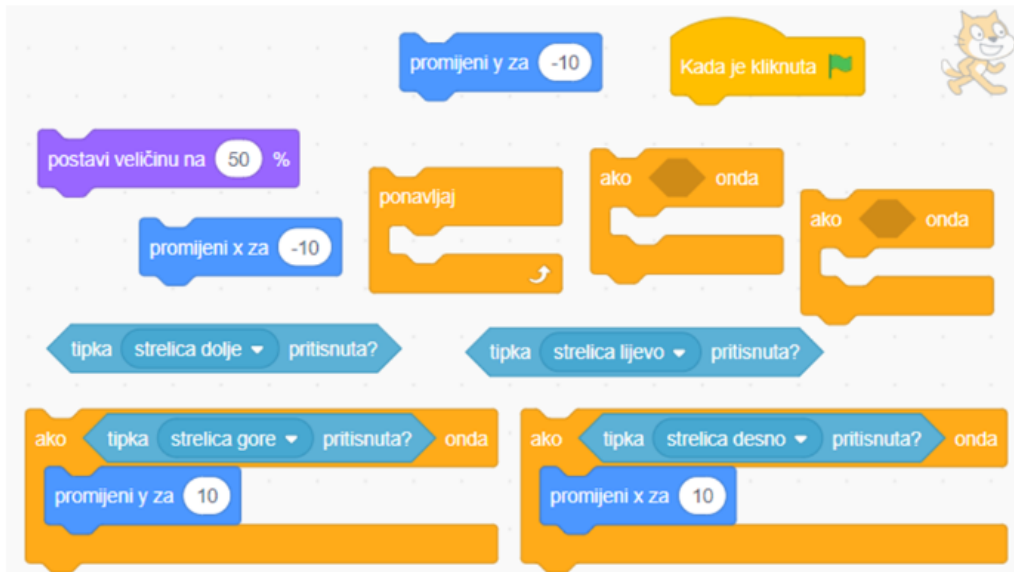 promijeni y za -10
Kada je kliknuta
postavi veličinu na 50 %
ponavljaj
ako onda
ako onda
promijeni x za -10
tipka strelica dolje pritisnuta?
tipka strelica lijevo pritisnuta?
ako tipka strelica gore pritisnuta? onda
promijeni y za 10
ako tipka strelica desno pritisnuta? onda
promijeni x za 10